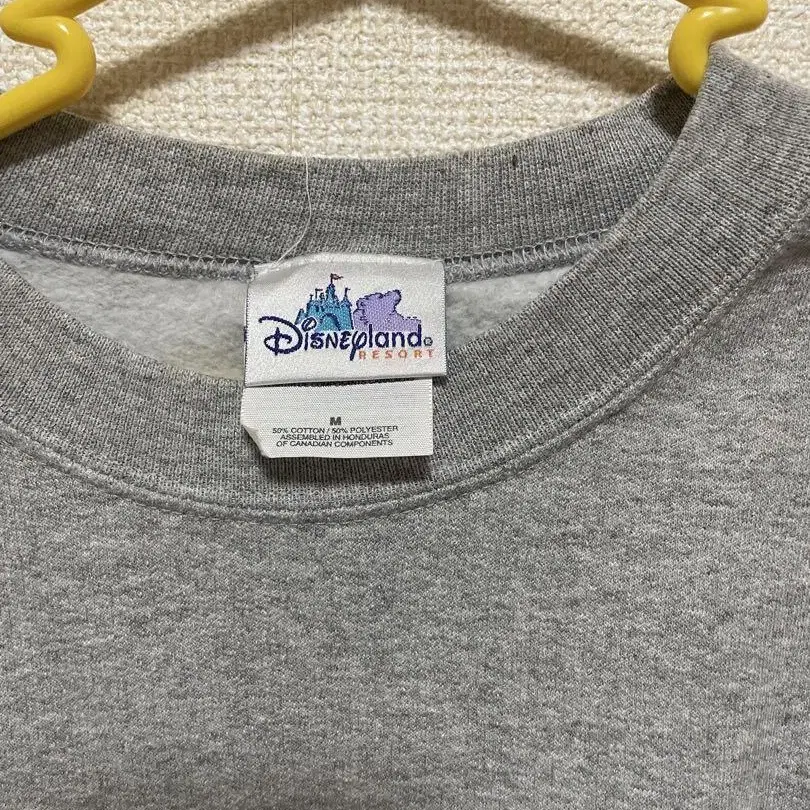 Disneyland®
RESORT
M
50% COTTON / 50% POLYESTER
ASSEMBLED IN HONDURAS
OF CANADIAN COMPONENTS